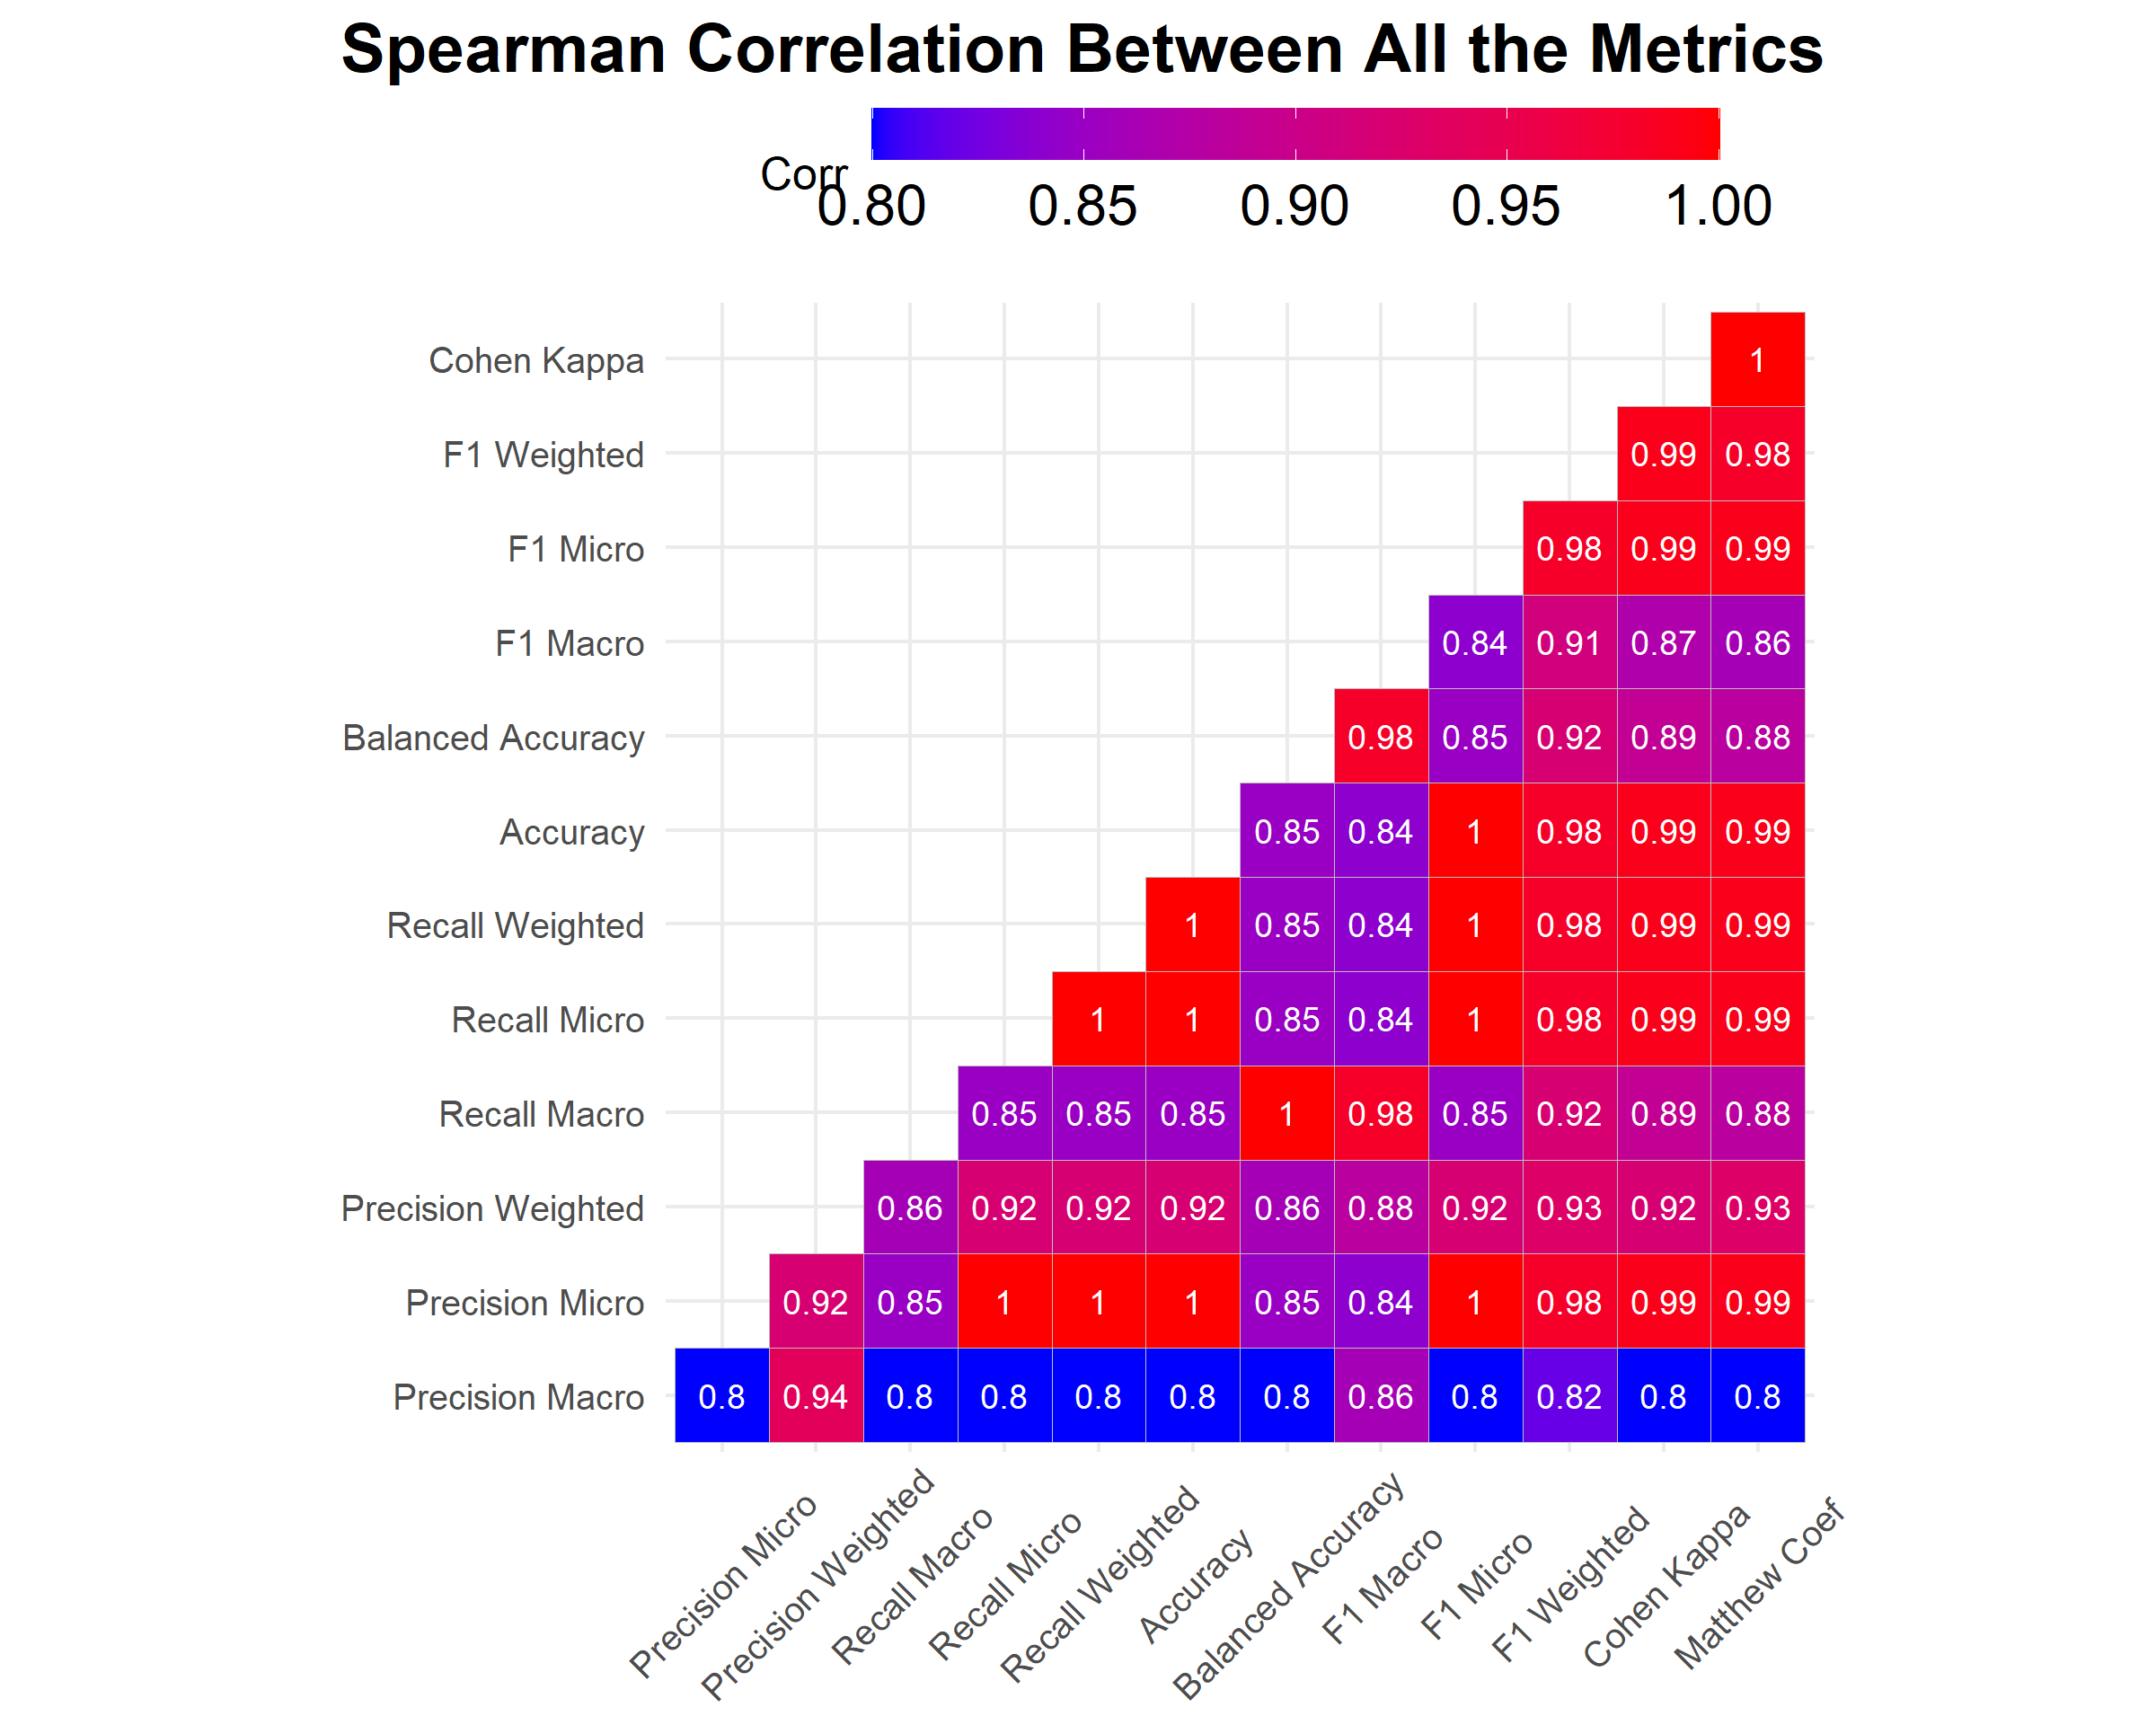 Spearman Correlation Between All the Metrics
Corr
0.80 0.85 0.90 0.95 1.00
Cohen Kappa 1
F1 Weighted 0.99 0.98
F1 Micro 0.98 0.99 0.99
F1 Macro 0.84 0.91 0.87 0.86
Balanced Accuracy 0.98 0.85 0.92 0.89 0.88
Accuracy 0.85 0.84 1 0.98 0.99 0.99
Recall Weighted 1 0.85 0.84 1 0.98 0.99 0.99
Recall Micro 1 1 0.85 0.84 1 0.98 0.99 0.99
Recall Macro 0.85 0.85 0.85 1 0.98 0.85 0.92 0.89 0.88
Precision Weighted 0.86 0.92 0.92 0.92 0.86 0.88 0.92 0.93 0.92 0.93
Precision Micro 0.92 0.85 1 1 1 0.85 0.84 1 0.98 0.99 0.99
Precision Macro 0.8 0.94 0.8 0.8 0.8 0.8 0.8 0.86 0.8 0.82 0.8 0.8
Precision Micro
Precision Weighted
Recall Macro
Recall Micro
Recall Weighted
Accuracy
Balanced Accuracy
F1 Macro
F1 Micro
F1 Weighted
Cohen Kappa
Matthew Coef